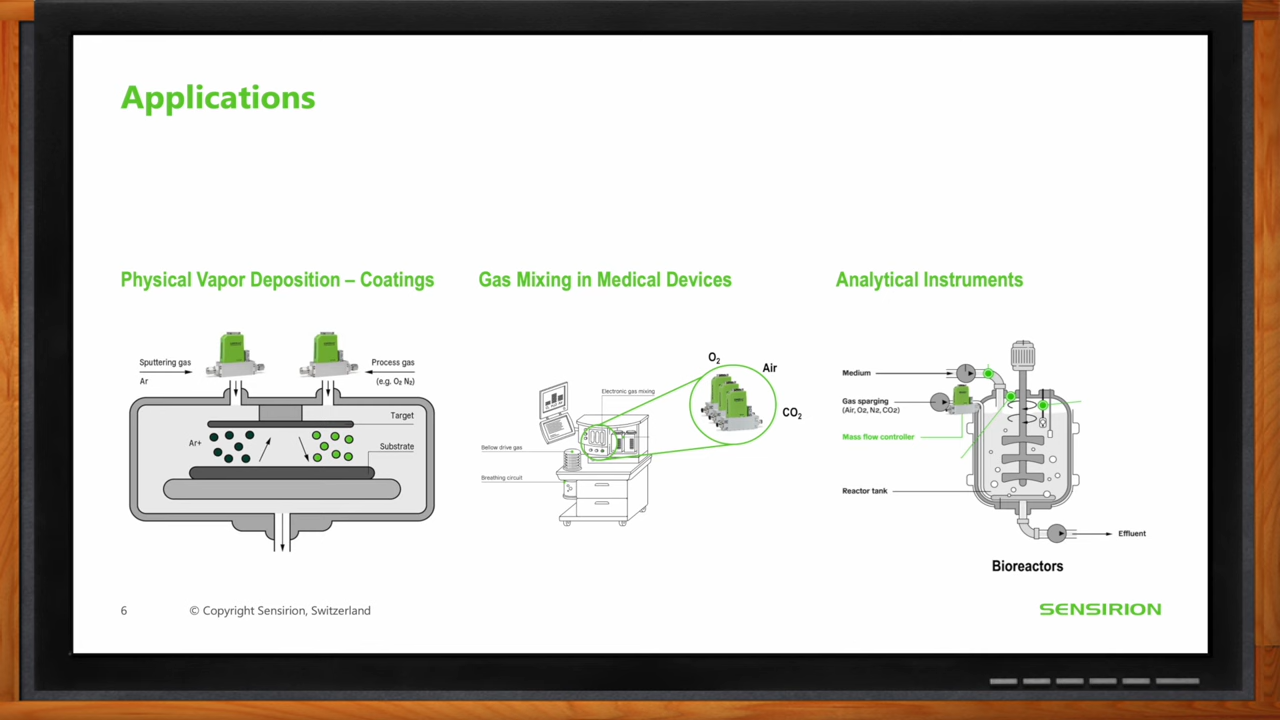 Applications
Physical Vapor Deposition – Coatings
Sputtering gas
Ar
Process gas
(e.g. O₂ N₂)
Target
Ar+
Substrate
Gas Mixing in Medical Devices
O₂
Air
CO₂
Electronic gas mixing
Bellow drive gas
Breathing circuit
Analytical Instruments
Medium
Gas sparging
(Air, O₂, N₂, CO₂)
Mass flow controller
Reactor tank
Effluent
Bioreactors
6
© Copyright Sensirion, Switzerland
SENSIRION